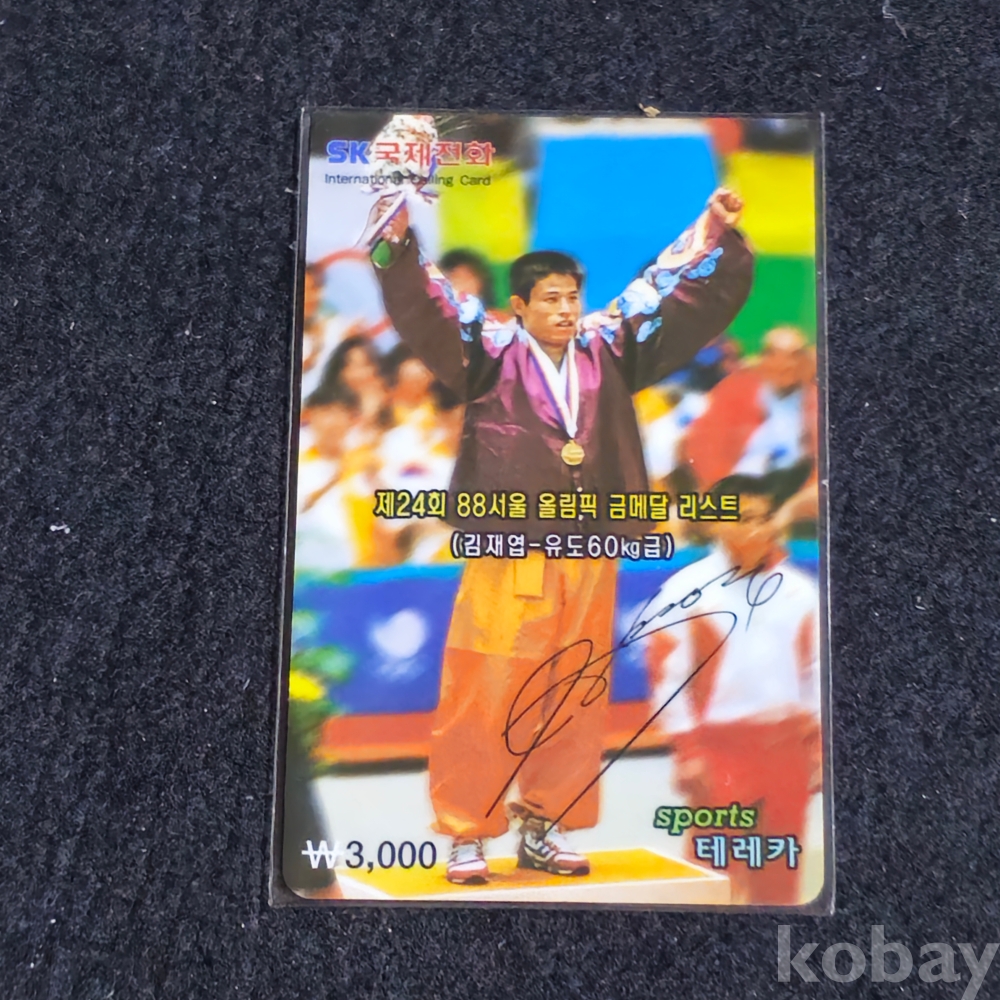 SK국제전화
International Calling Card
제24회 88서울 올림픽 금메달 리스트
(김재엽-유도60kg급)
sports
테레카
₩3,000
kobay